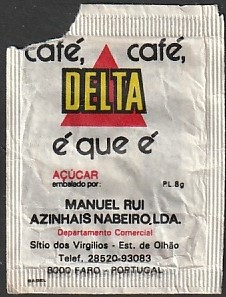 café, café,
DELTA
é que é
AÇÚCAR
embalado por: PL 8g
MANUEL RUI
AZINHAIS NABEIRO, LDA.
Departamento Comercial
Sítio dos Virgílios - Est. de Olhão
Telef. 28520-93083
8000 FARO - PORTUGAL